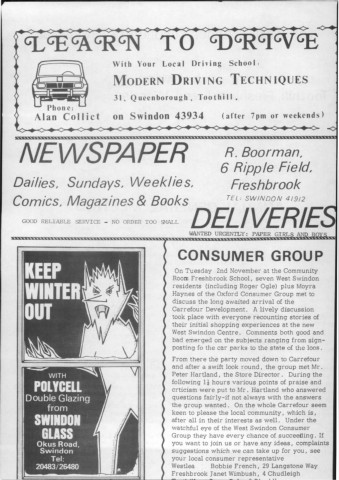 LEARN TO DRIVE
With Your Local Driving School:
MODERN DRIVING TECHNIQUES
31, Queenborough, Toothill,
Phone:
Alan Collict on Swindon 43934 (after 7pm or weekends)
NEWSPAPER
Dailies, Sundays, Weeklies,
Comics, Magazines & Books
GOOD RELIABLE SERVICE - NO ORDER TOO SMALL
R. Boorman,
6 Ripple Field,
Freshbrook
TEL: SWINDON 41912
DELIVERIES
WANTED URGENTLY: PAPER GIRLS AND BOYS
KEEP
WINTER
OUT
WITH
POLYCELL
Double Glazing
from
SWINDON
GLASS
Okus Road,
Swindon
Tel:
20483/26480
CONSUMER GROUP
On Tuesday 2nd November at the Community
Room Freshbrook School, seven West Swindon
residents (including Roger Ogle) plus Moyra
Haynes of the Oxford Consumer Group met to
discuss the long awaited arrival of the
Carrefour Development. A lively discussion
took place with everyone recounting stories of
their initial shopping experiences at the new
West Swindon Centre. Comments both good and
bad emerged on the subjects ranging from sign-
posting to the car parks to the state of the loos.
From there the party moved down to Carrefour
and after a swift look round, the group met Mr.
Peter Hartland, the Store Director. During the
following 1½ hours various points of praise and
criticism were put to Mr. Hartland who answered
questions fairly-if not always with the answers
the group wanted. On the whole Carrefour seem
keen to please the local community, which is,
after all in their interests as well. Under the
watchful eye of the West Swindon Consumer
Group they have every chance of succeeding. If
you want to join us or have any ideas, complaints
suggestions which we can take up for you, see
your local consumer representative
Westlea Robbie French, 29 Langstone Way
Freshbrook Janet Wimbush, 4 Chudleigh